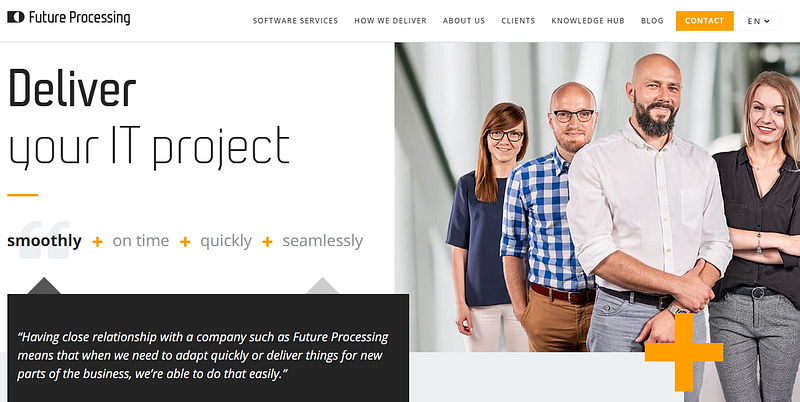 Future Processing
SOFTWARE SERVICES HOW WE DELIVER ABOUT US CLIENTS KNOWLEDGE HUB BLOG CONTACT EN
Deliver
your IT project
smoothly + on time + quickly + seamlessly
“Having close relationship with a company such as Future Processing
means that when we need to adapt quickly or deliver things for new
parts of the business, we’re able to do that easily.”